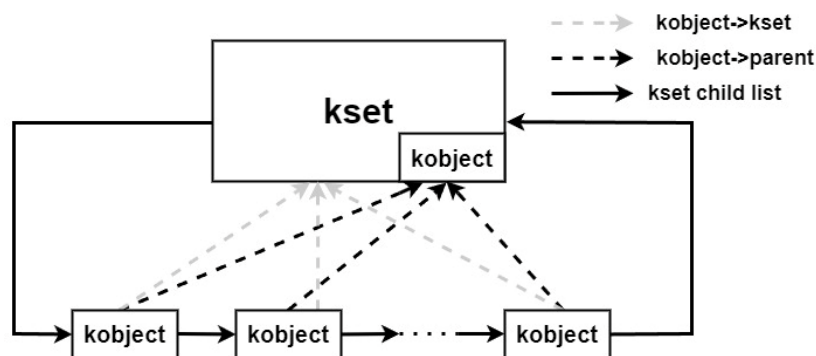 kobject->kset
kobject->parent
kset child list
kset
kobject
kobject
kobject
kobject